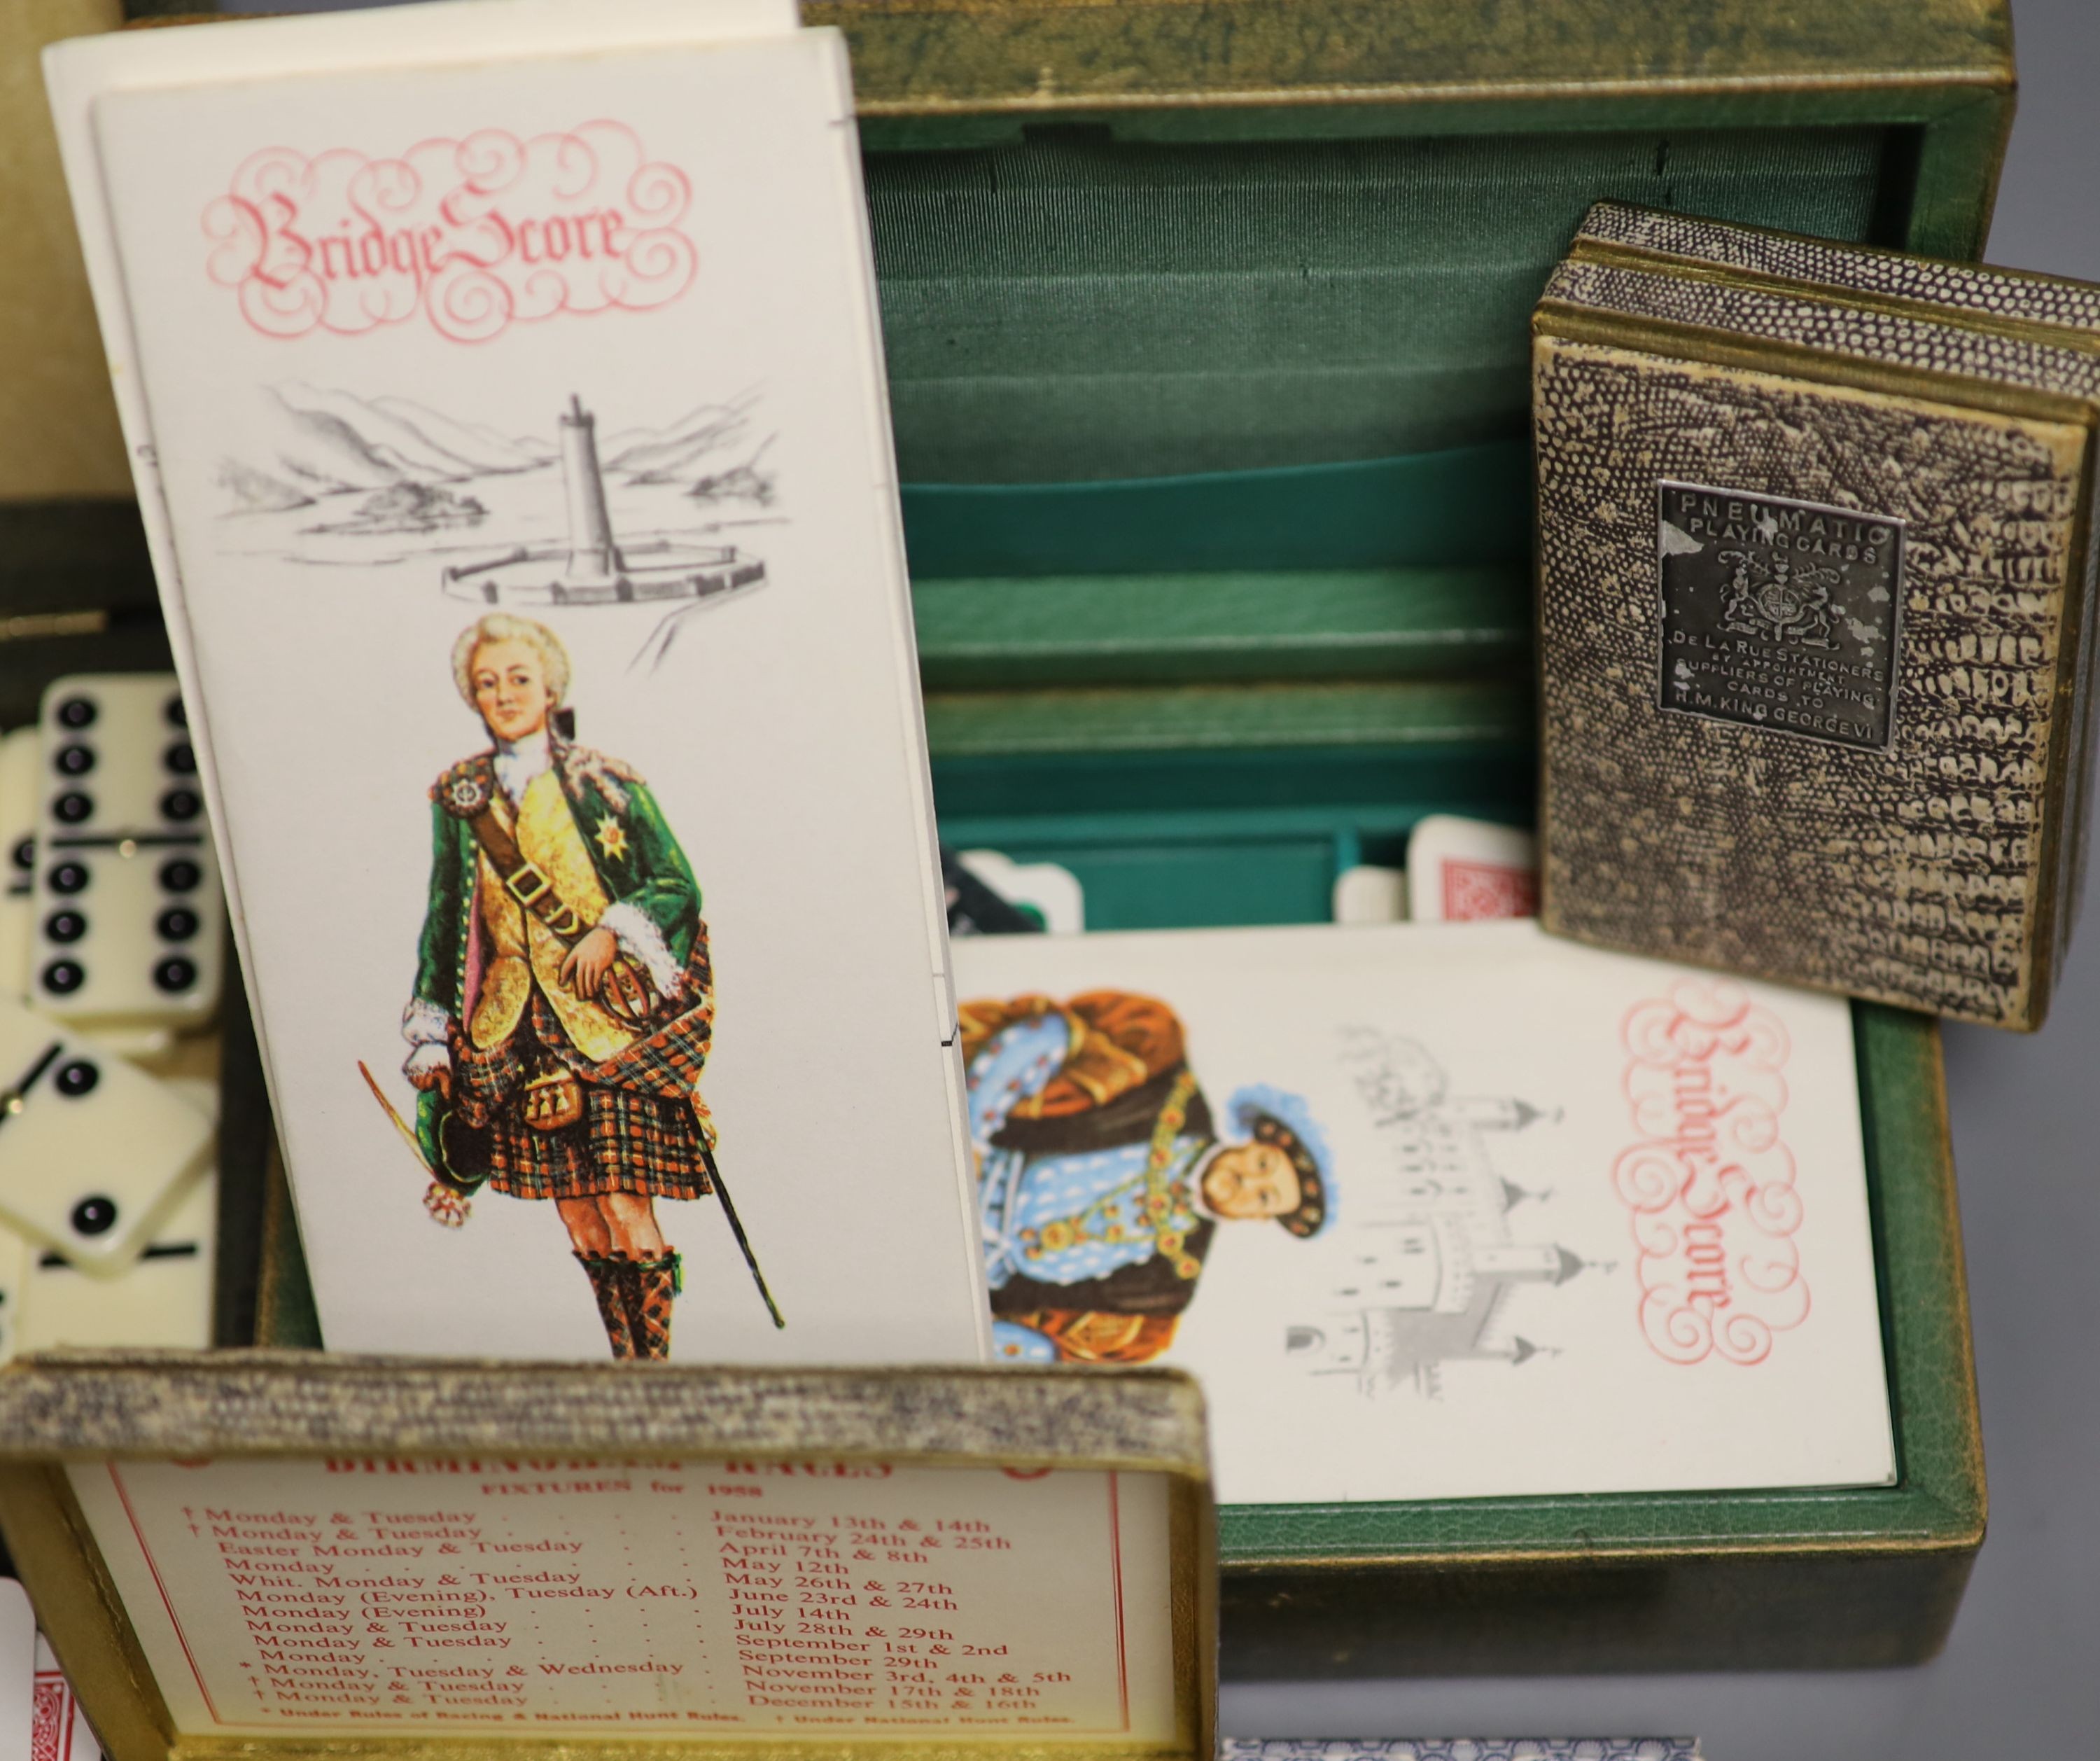 Bridge Score
PNEUMATIC
PLAYING CARDS
DE LA RUE STATIONERS
BY APPOINTMENT
SUPPLIERS OF PLAYING
CARDS TO
H.M. KING GEORGE VI
Bridge Score
BIRMINGHAM RACES
FIXTURES for 1958
† Monday & Tuesday . . . . January 13th & 14th
† Monday & Tuesday . . . . February 24th & 25th
Easter Monday & Tuesday . . April 7th & 8th
Monday . . . . . . May 12th
Whit. Monday & Tuesday . . May 26th & 27th
Monday (Evening), Tuesday (Aft.) June 23rd & 24th
Monday (Evening) . . . . July 14th
Monday & Tuesday . . . . July 28th & 29th
Monday & Tuesday . . . . September 1st & 2nd
Monday . . . . . . September 29th
* Monday, Tuesday & Wednesday . November 3rd, 4th & 5th
† Monday & Tuesday . . . . November 17th & 18th
† Monday & Tuesday . . . . December 15th & 16th
* Under Rules of Racing & National Hunt Rules. † Under National Hunt Rules.